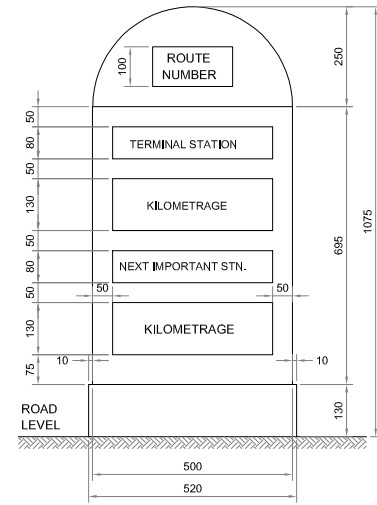 ROUTE
NUMBER
100
250
50
80
TERMINAL STATION
50
130
KILOMETRAGE
1075
695
50
80
NEXT IMPORTANT STN.
50
50
50
130
KILOMETRAGE
10
10
75
130
ROAD
LEVEL
500
520